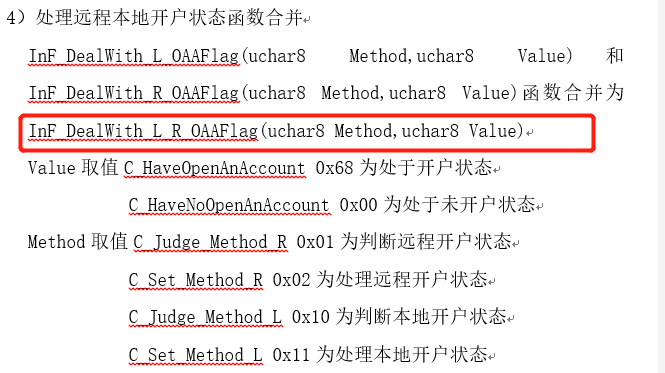 4）处理远程本地开户状态函数合并
InF_DealWith_L_OAAFlag(uchar8 Method,uchar8 Value) 和
InF_DealWith_R_OAAFlag(uchar8 Method,uchar8 Value)函数合并为
InF_DealWith_L_R_OAAFlag(uchar8 Method,uchar8 Value)
Value 取值 C_HaveOpenAnAccount 0x68 为处于开户状态
C_HaveNoOpenAnAccount 0x00 为处于未开户状态
Method 取值 C_Judge_Method_R 0x01 为判断远程开户状态
C_Set_Method_R 0x02 为处理远程开户状态
C_Judge_Method_L 0x10 为判断本地开户状态
C_Set_Method_L 0x11 为处理本地开户状态